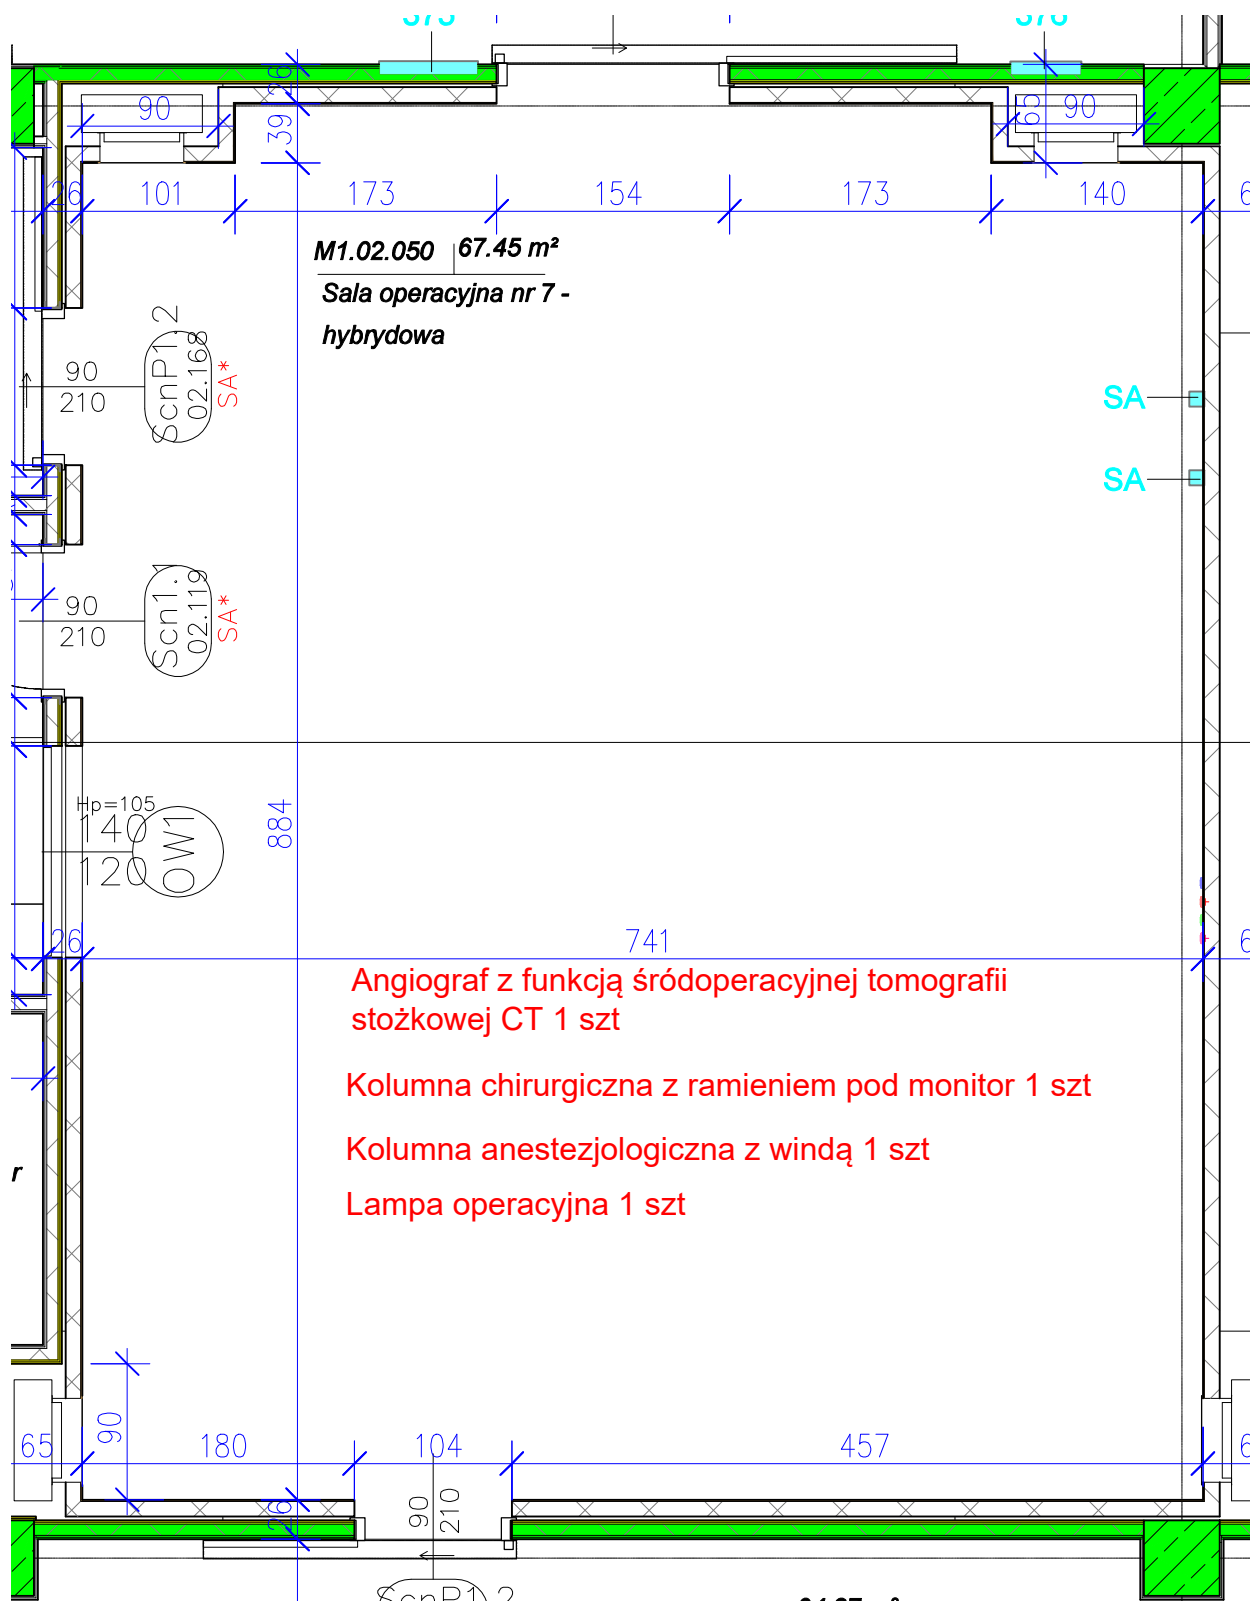 26
90
39
65
90
26
101
173
154
173
140
M1.02.050
67.45 m²
Sala operacyjna nr 7 -
hybrydowa
90
210
ScnP1.2
02.168
SA*
SA
SA
90
210
Scn1.1
02.119
SA*
Hp=105
140
120
OW1
884
26
741
Angiograf z funkcją śródoperacyjnej tomografii
stożkowej CT 1 szt
Kolumna chirurgiczna z ramieniem pod monitor 1 szt
Kolumna anestezjologiczna z windą 1 szt
r
Lampa operacyjna 1 szt
65
90
180
104
457
26
90
210
ScnP1.2